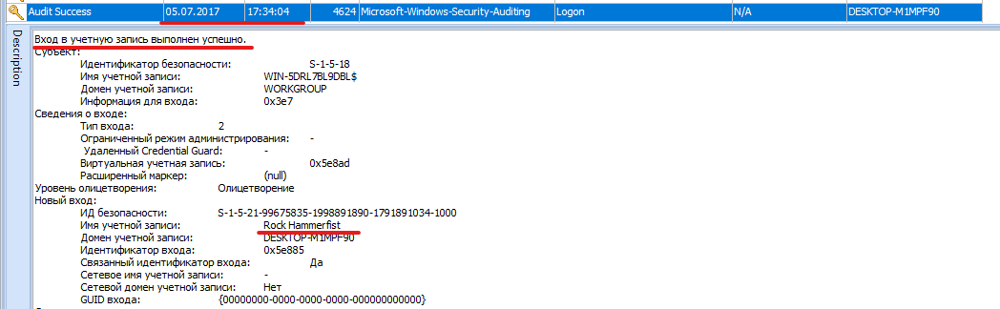 Audit Success 05.07.2017 17:34:04 4624 Microsoft-Windows-Security-Auditing Logon N/A DESKTOP-M1MPF90
Description
Вход в учетную запись выполнен успешно.
Субъект:
Идентификатор безопасности: S-1-5-18
Имя учетной записи: WIN-5DRL7BL9DBL$
Домен учетной записи: WORKGROUP
Информация для входа: 0x3e7
Сведения о входе:
Тип входа: 2
Ограниченный режим администрирования: -
Удаленный Credential Guard: -
Виртуальная учетная запись: 0x5e8ad
Расширенный маркер: (null)
Уровень олицетворения: Олицетворение
Новый вход:
ИД безопасности: S-1-5-21-99675835-1998891890-1791891034-1000
Имя учетной записи: Rock Hammerfist
Домен учетной записи: DESKTOP-M1MPF90
Идентификатор входа: 0x5e885
Связанный идентификатор входа: Да
Сетевое имя учетной записи: -
Сетевой домен учетной записи: Нет
GUID входа: {00000000-0000-0000-0000-000000000000}